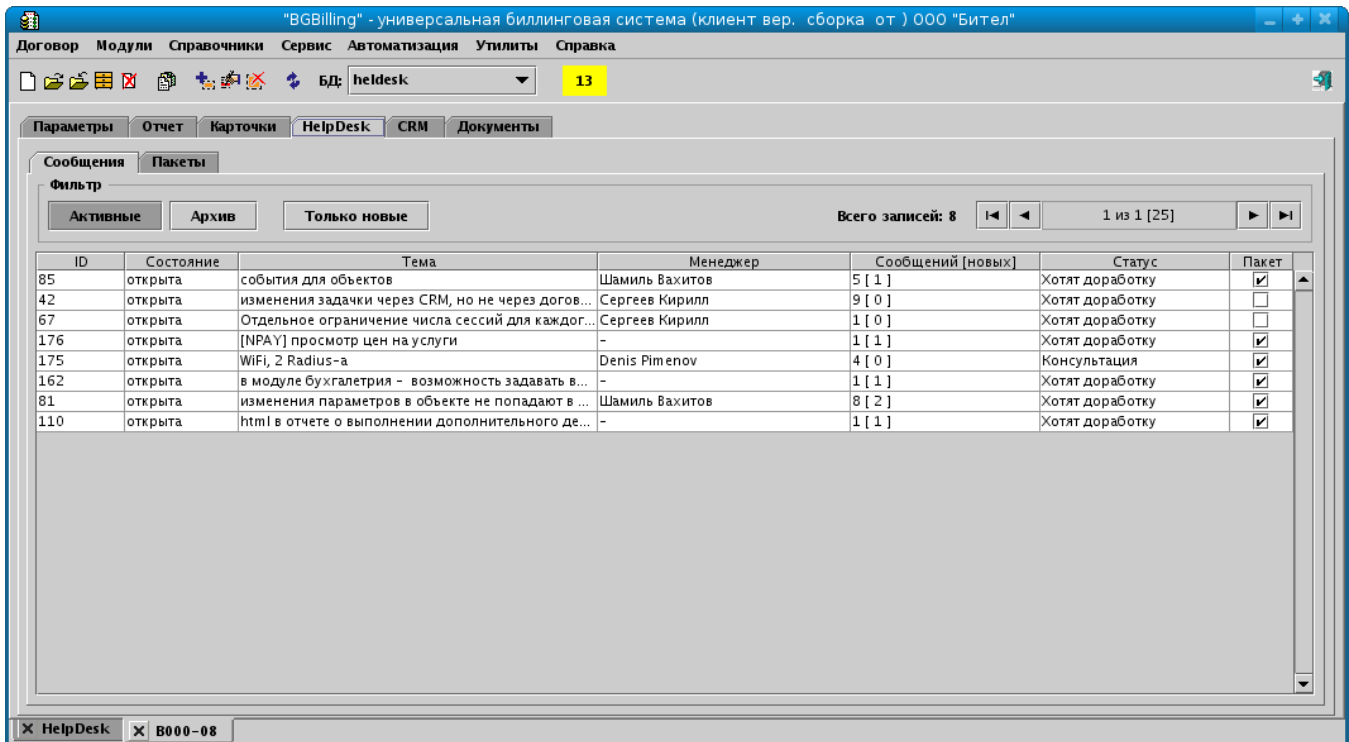 "BGBilling" - универсальная биллинговая система (клиент вер. сборка от ) ООО "Бител"
Договор Модули Справочники Сервис Автоматизация Утилиты Справка
БД: heldesk 13
Параметры Отчет Карточки HelpDesk CRM Документы
Сообщения Пакеты
Фильтр
Активные Архив Только новые Всего записей: 8 1 из 1 [25]
ID Состояние Тема Менеджер Сообщений [новых] Статус Пакет
85 открыта события для объектов Шамиль Вахитов 5 [ 1 ] Хотят доработку
42 открыта изменения задачки через CRM, но не через догов... Сергеев Кирилл 9 [ 0 ] Хотят доработку
67 открыта Отдельное ограничение числа сессий для каждог... Сергеев Кирилл 1 [ 0 ] Хотят доработку
176 открыта [NPAY] просмотр цен на услуги - 1 [ 1 ] Хотят доработку
175 открыта WiFi, 2 Radius-а Denis Pimenov 4 [ 0 ] Консультация
162 открыта в модуле бухгалетрия - возможность задавать в... - 1 [ 1 ] Хотят доработку
81 открыта изменения параметров в объекте не попадают в ... Шамиль Вахитов 8 [ 2 ] Хотят доработку
110 открыта html в отчете о выполнении дополнительного де... - 1 [ 1 ] Хотят доработку
HelpDesk B000-08